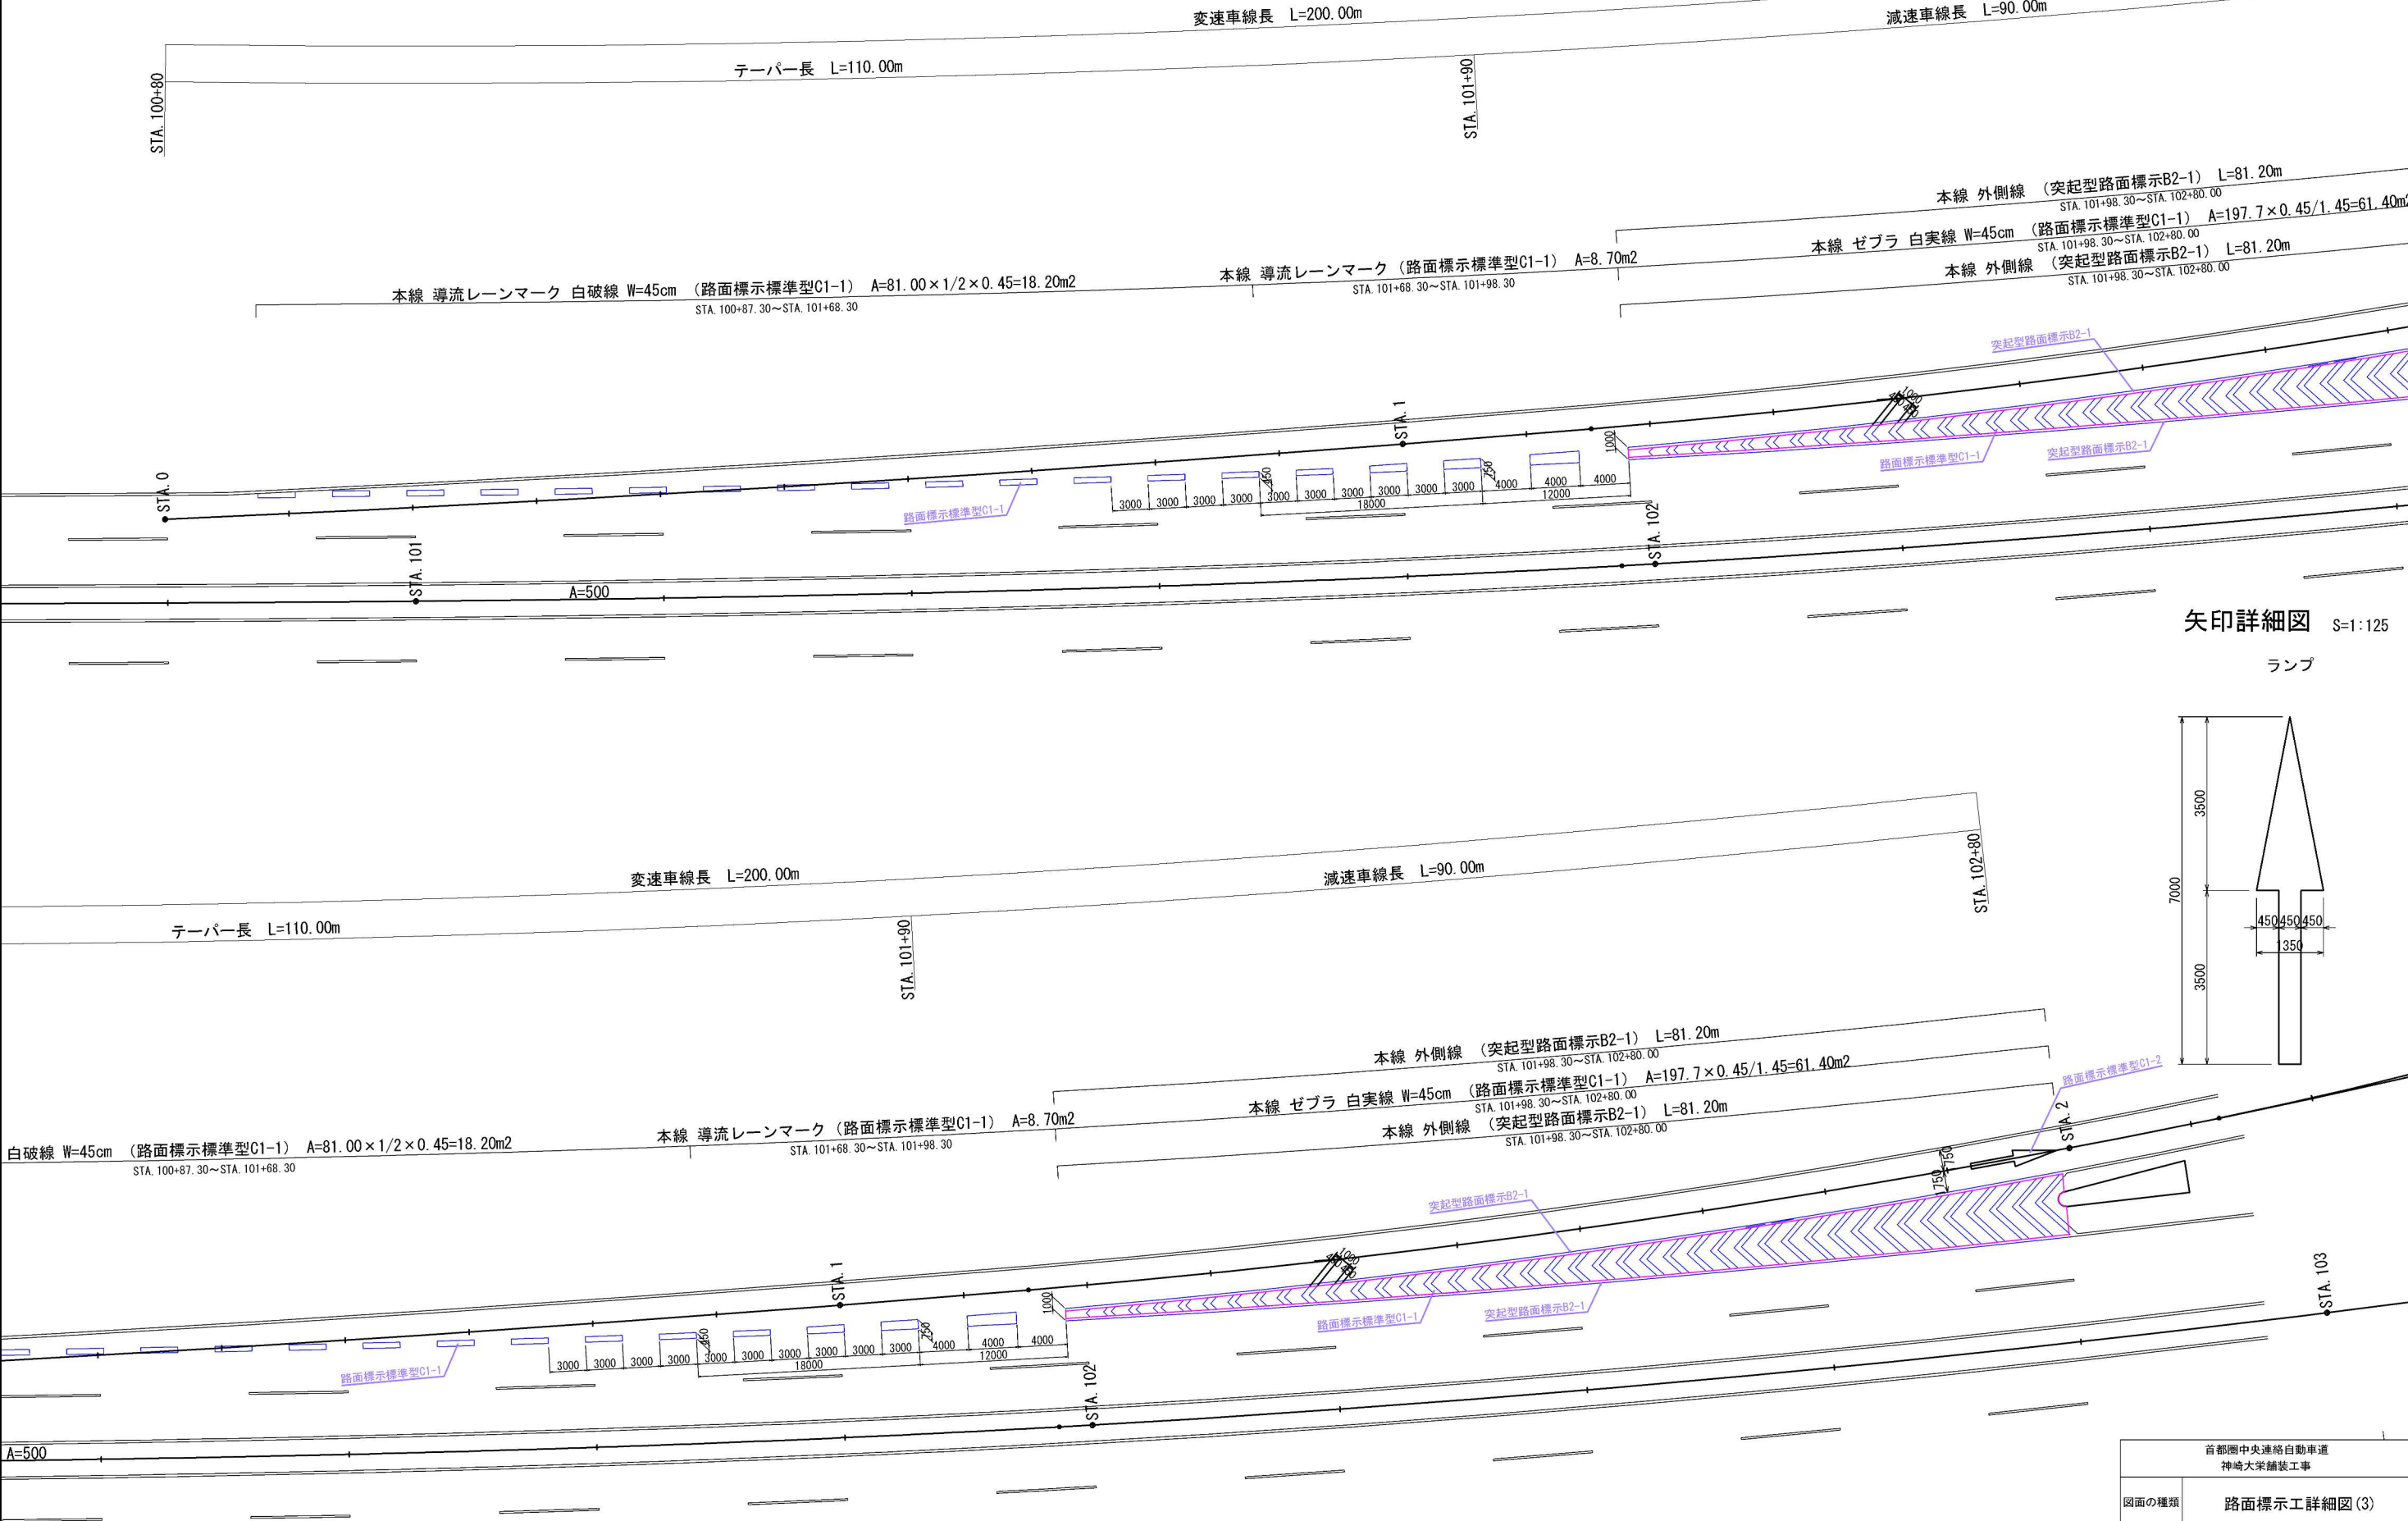 変速車線長 L=200.00m
減速車線長 L=90.00m
テーパー長 L=110.00m
STA.100+80
STA.101+90
本線 外側線 (突起型路面標示B2-1) L=81.20m
STA.101+98.30～STA.102+80.00
本線 ゼブラ 白実線 W=45cm (路面標示標準型C1-1) A=197.7×0.45/1.45=61.40m2
STA.101+98.30～STA.102+80.00
本線 外側線 (突起型路面標示B2-1) L=81.20m
STA.101+98.30～STA.102+80.00
本線 導流レーンマーク (路面標示標準型C1-1) A=8.70m2
STA.101+68.30～STA.101+98.30
本線 導流レーンマーク 白破線 W=45cm (路面標示標準型C1-1) A=81.00×1/2×0.45=18.20m2
STA.100+87.30～STA.101+68.30
突起型路面標示B2-1
1000
STA.1
1000
路面標示標準型C1-1
突起型路面標示B2-1
STA.0
路面標示標準型C1-1
3000 3000 3000 3000 3000 3000 3000 3000 3000 3000 4000 4000 4000
18000
12000
STA.101
STA.102
A=500
矢印詳細図 S=1:125
ランプ
7000
3500
3500
450 450 450
1350
変速車線長 L=200.00m
減速車線長 L=90.00m
テーパー長 L=110.00m
STA.101+90
STA.102+80
本線 外側線 (突起型路面標示B2-1) L=81.20m
STA.101+98.30～STA.102+80.00
本線 ゼブラ 白実線 W=45cm (路面標示標準型C1-1) A=197.7×0.45/1.45=61.40m2
STA.101+98.30～STA.102+80.00
本線 外側線 (突起型路面標示B2-1) L=81.20m
STA.101+98.30～STA.102+80.00
本線 導流レーンマーク (路面標示標準型C1-1) A=8.70m2
STA.101+68.30～STA.101+98.30
白破線 W=45cm (路面標示標準型C1-1) A=81.00×1/2×0.45=18.20m2
STA.100+87.30～STA.101+68.30
路面標示標準型C1-2
STA.2
1750
1750
突起型路面標示B2-1
1000
STA.1
1000
路面標示標準型C1-1
突起型路面標示B2-1
路面標示標準型C1-1
3000 3000 3000 3000 3000 3000 3000 3000 3000 3000 4000 4000 4000
18000
12000
STA.102
STA.103
A=500
首都圏中央連絡自動車道
神崎大栄舗装工事
図面の種類 路面標示工詳細図(3)